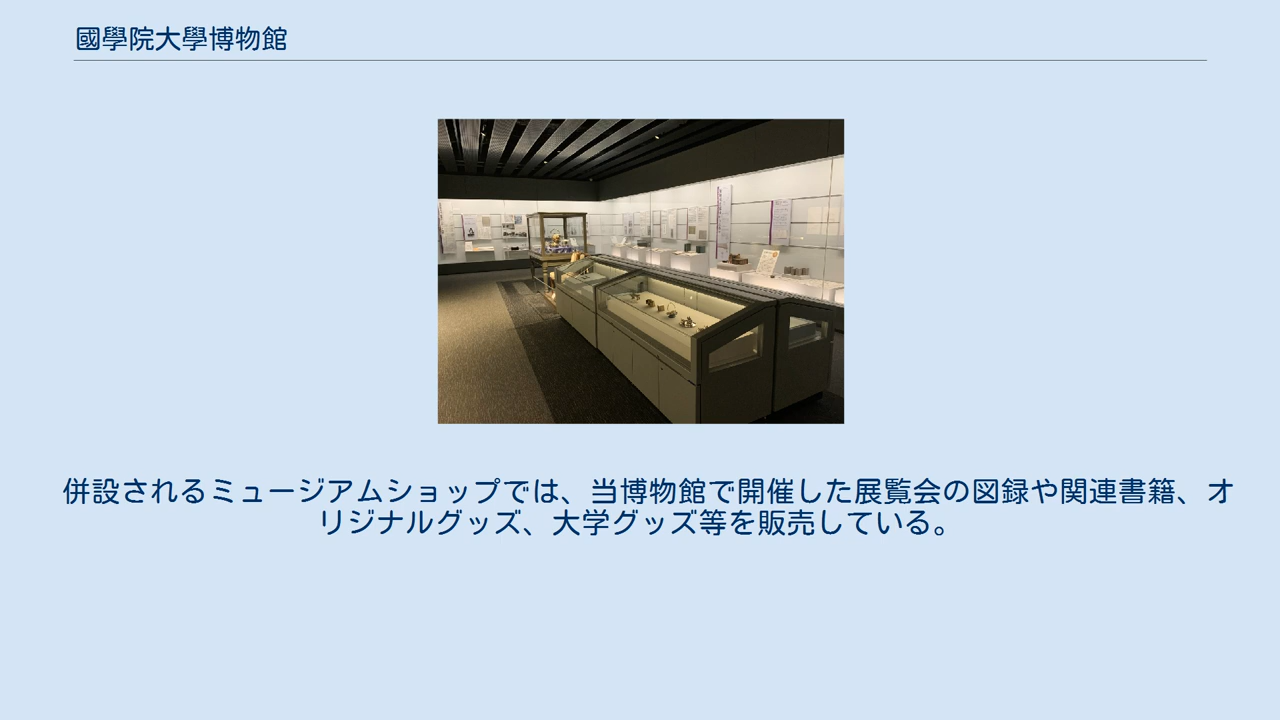 國學院大學博物館
併設されるミュージアムショップでは、当博物館で開催した展覧会の図録や関連書籍、オ
リジナルグッズ、大学グッズ等を販売している。